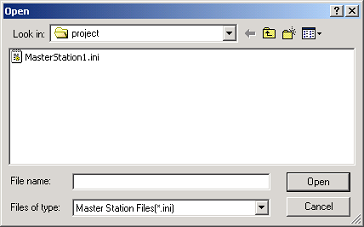 Open
Look in: project
MasterStation1.ini
File name: Open
Files of type: Master Station Files(*.ini) Cancel